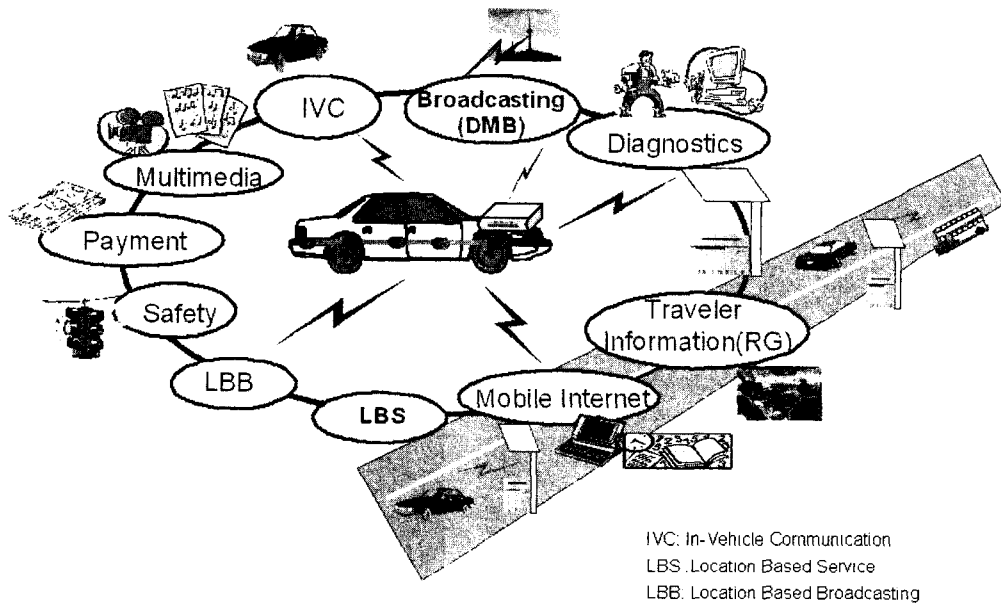 IVC
Broadcasting
(DMB)
Diagnostics
Multimedia
Payment
Safety
Traveler
Information(RG)
LBB
Mobile Internet
LBS
IVC: In-Vehicle Communication
LBS :Location Based Service
LBB: Location Based Broadcasting